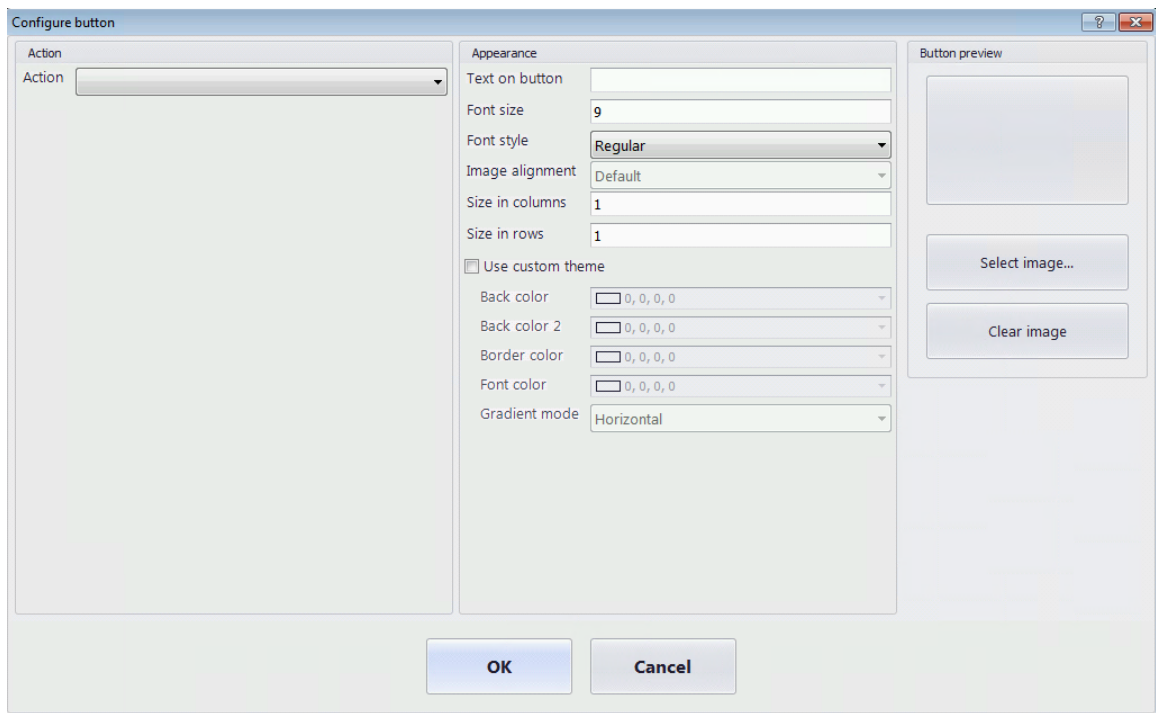 Configure button
Action
Action
Appearance
Text on button
Font size 9
Font style Regular
Image alignment Default
Size in columns 1
Size in rows 1
Use custom theme
Back color 0, 0, 0, 0
Back color 2 0, 0, 0, 0
Border color 0, 0, 0, 0
Font color 0, 0, 0, 0
Gradient mode Horizontal
Button preview
Select image...
Clear image
OK
Cancel